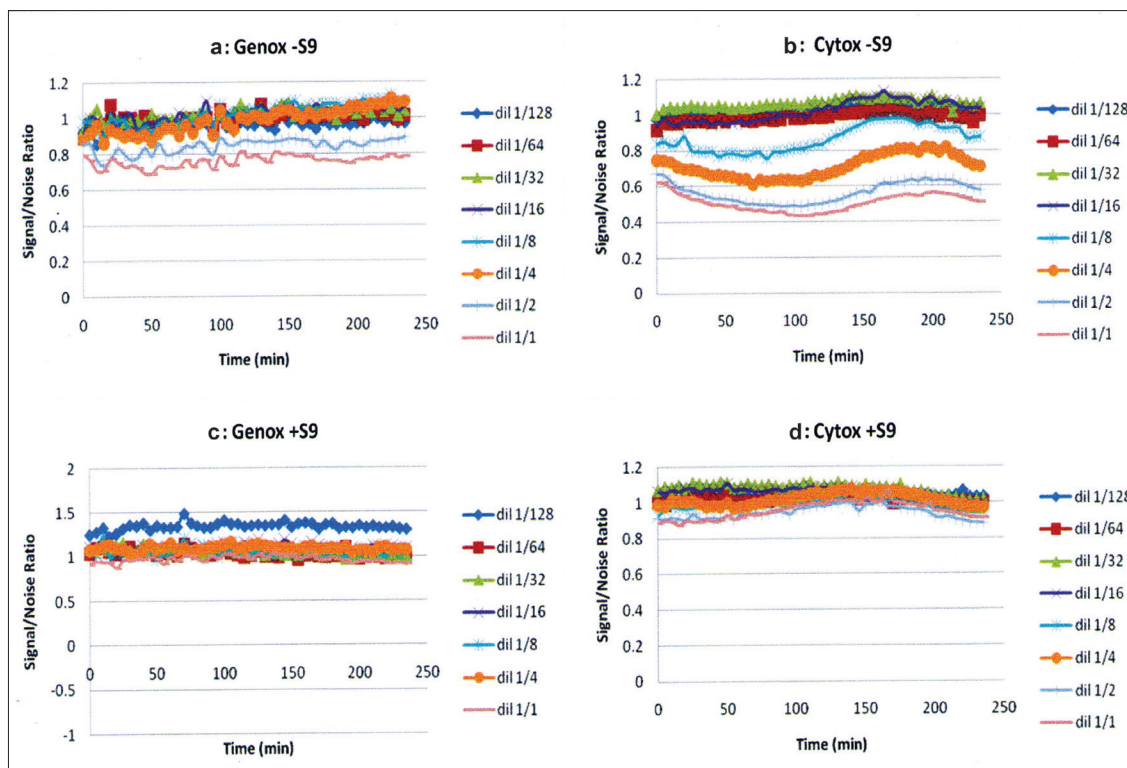 a: Genox -S9
1.2
1
0.8
0.6
0.4
0.2
0
Signal/Noise Ratio
0 50 100 150 200 250
Time (min)
dil 1/128
dil 1/64
dil 1/32
dil 1/16
dil 1/8
dil 1/4
dil 1/2
dil 1/1
b: Cytox -S9
1.2
1
0.8
0.6
0.4
0.2
0
Signal/Noise Ratio
0 50 100 150 200 250
Time (min)
dil 1/128
dil 1/64
dil 1/32
dil 1/16
dil 1/8
dil 1/4
dil 1/2
dil 1/1
c: Genox +S9
2
1.5
1
0.5
0
-0.5
-1
Signal/Noise Ratio
0 50 100 150 200 250
Time (min)
dil 1/128
dil 1/64
dil 1/32
dil 1/16
dil 1/8
dil 1/4
dil 1/1
d: Cytox +S9
1.2
1
0.8
0.6
0.4
0.2
0
Signal/Noise Ratio
0 50 100 150 200 250
Time (min)
dil 1/128
dil 1/64
dil 1/32
dil 1/16
dil 1/8
dil 1/4
dil 1/2
dil 1/1